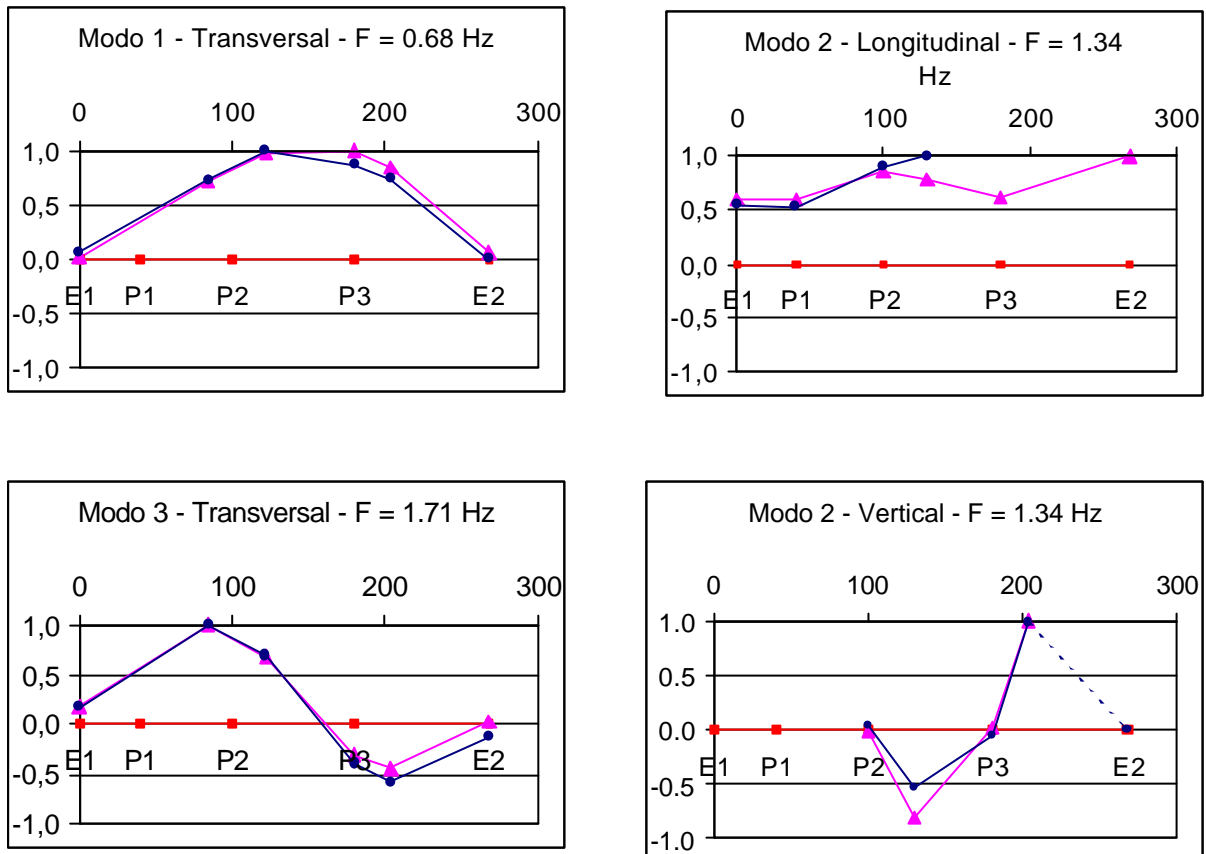 Modo 1 - Transversal - F = 0.68 Hz
0 100 200 300
1,0
0,5
0,0
E1 P1 P2 P3 E2
-0,5
-1,0
Modo 2 - Longitudinal - F = 1.34
Hz
0 100 200 300
1,0
0,5
0,0
E1 P1 P2 P3 E2
-0,5
-1,0
Modo 3 - Transversal - F = 1.71 Hz
0 100 200 300
1,0
0,5
0,0
E1 P1 P2 P3 E2
-0,5
-1,0
Modo 2 - Vertical - F = 1.34 Hz
0 100 200 300
1.0
0.5
0.0
E1 P1 P2 P3 E2
-0.5
-1.0